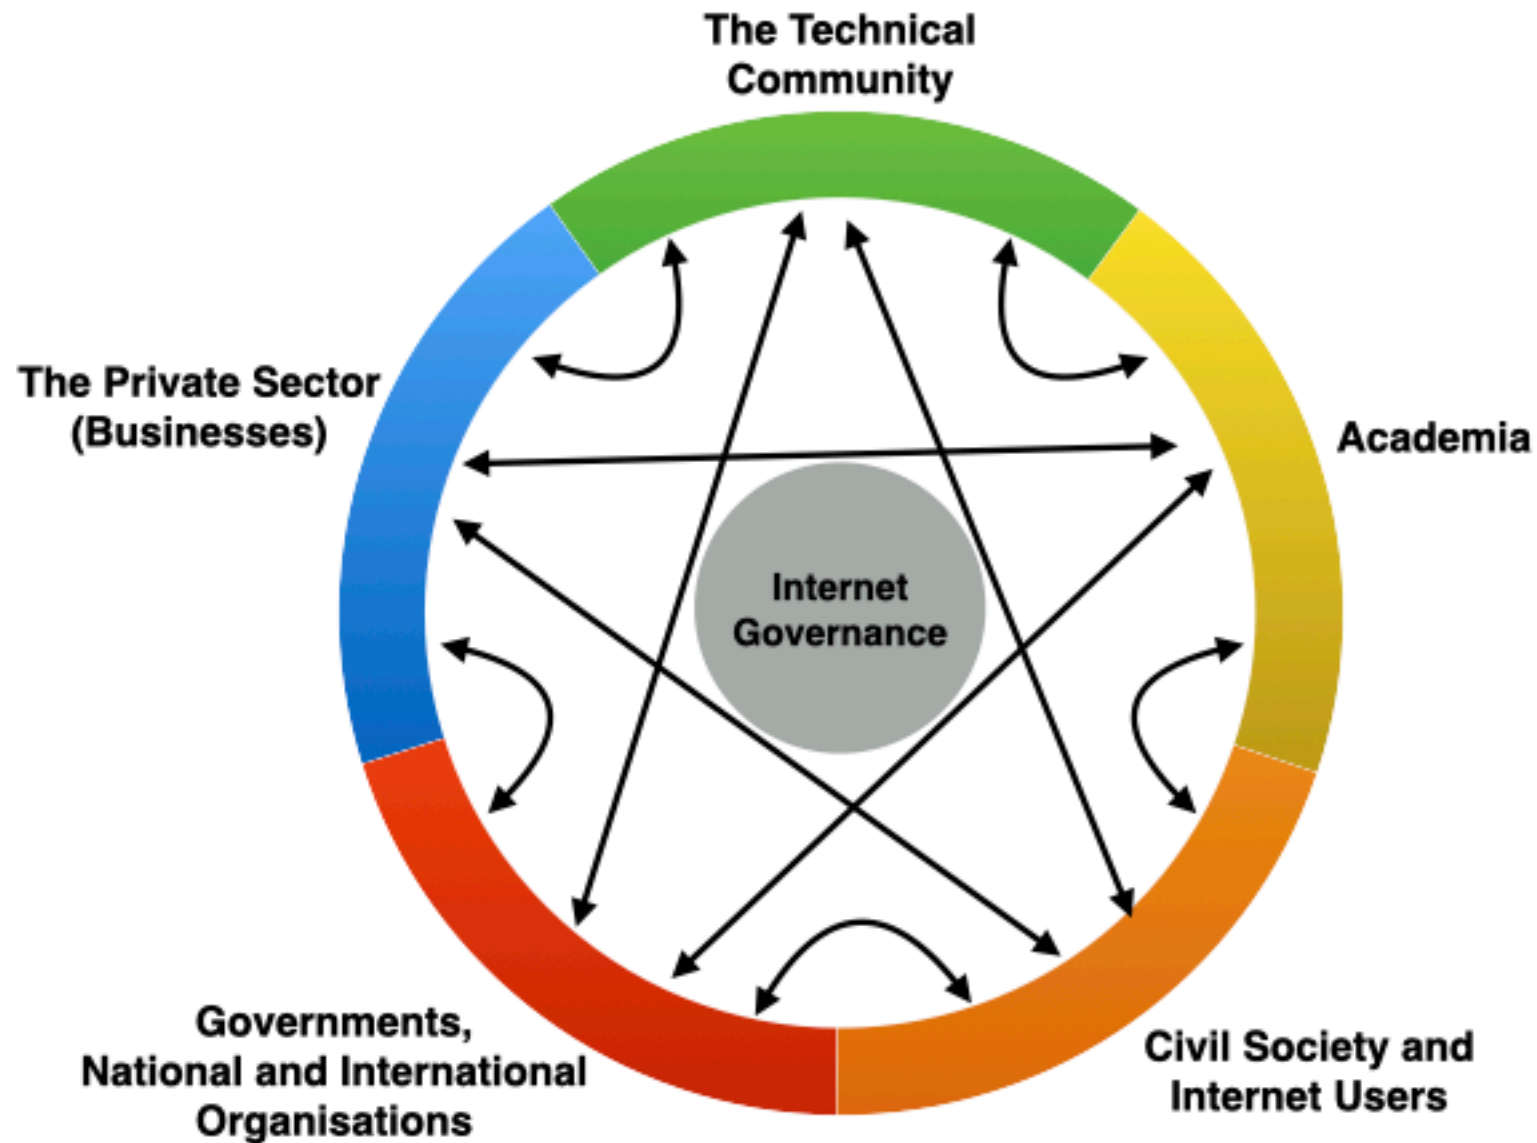 The Technical
Community
The Private Sector
(Businesses)
Academia
Internet
Governance
Governments,
National and International
Organisations
Civil Society and
Internet Users